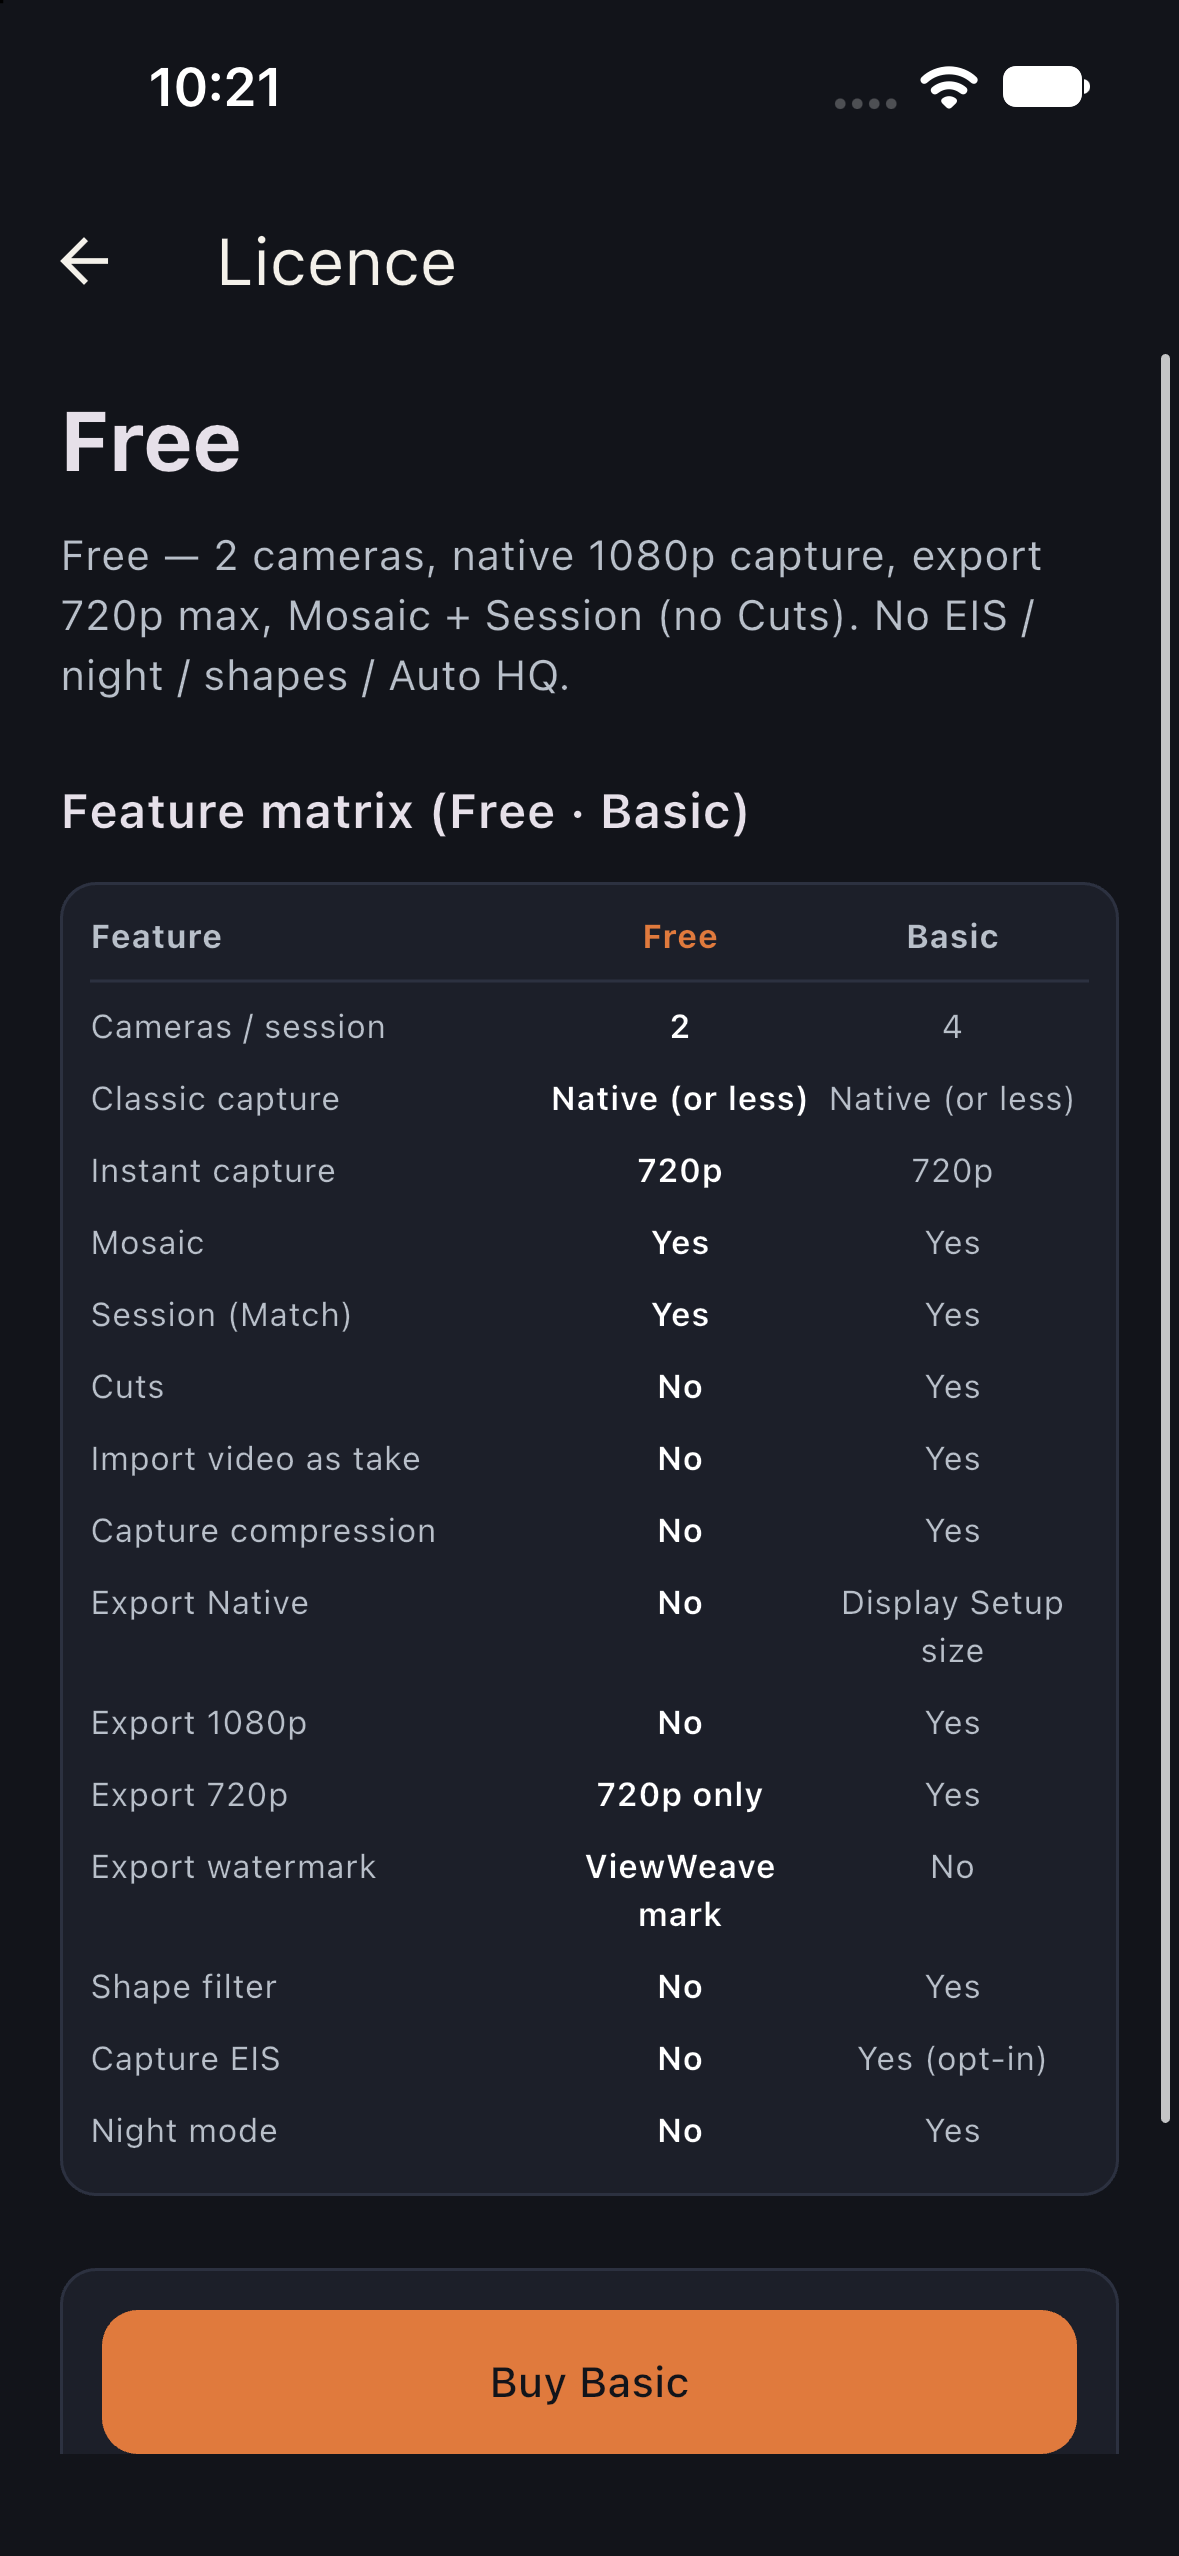 10:21
Licence
Free
Free — 2 cameras, native 1080p capture, export
720p max, Mosaic + Session (no Cuts). No EIS /
night / shapes / Auto HQ.
Feature matrix (Free · Basic)
Feature Free Basic
Cameras / session 2 4
Classic capture Native (or less) Native (or less)
Instant capture 720p 720p
Mosaic Yes Yes
Session (Match) Yes Yes
Cuts No Yes
Import video as take No Yes
Capture compression No Yes
Export Native No Display Setup
size
Export 1080p No Yes
Export 720p 720p only Yes
Export watermark ViewWeave No
mark
Shape filter No Yes
Capture EIS No Yes (opt-in)
Night mode No Yes
Buy Basic